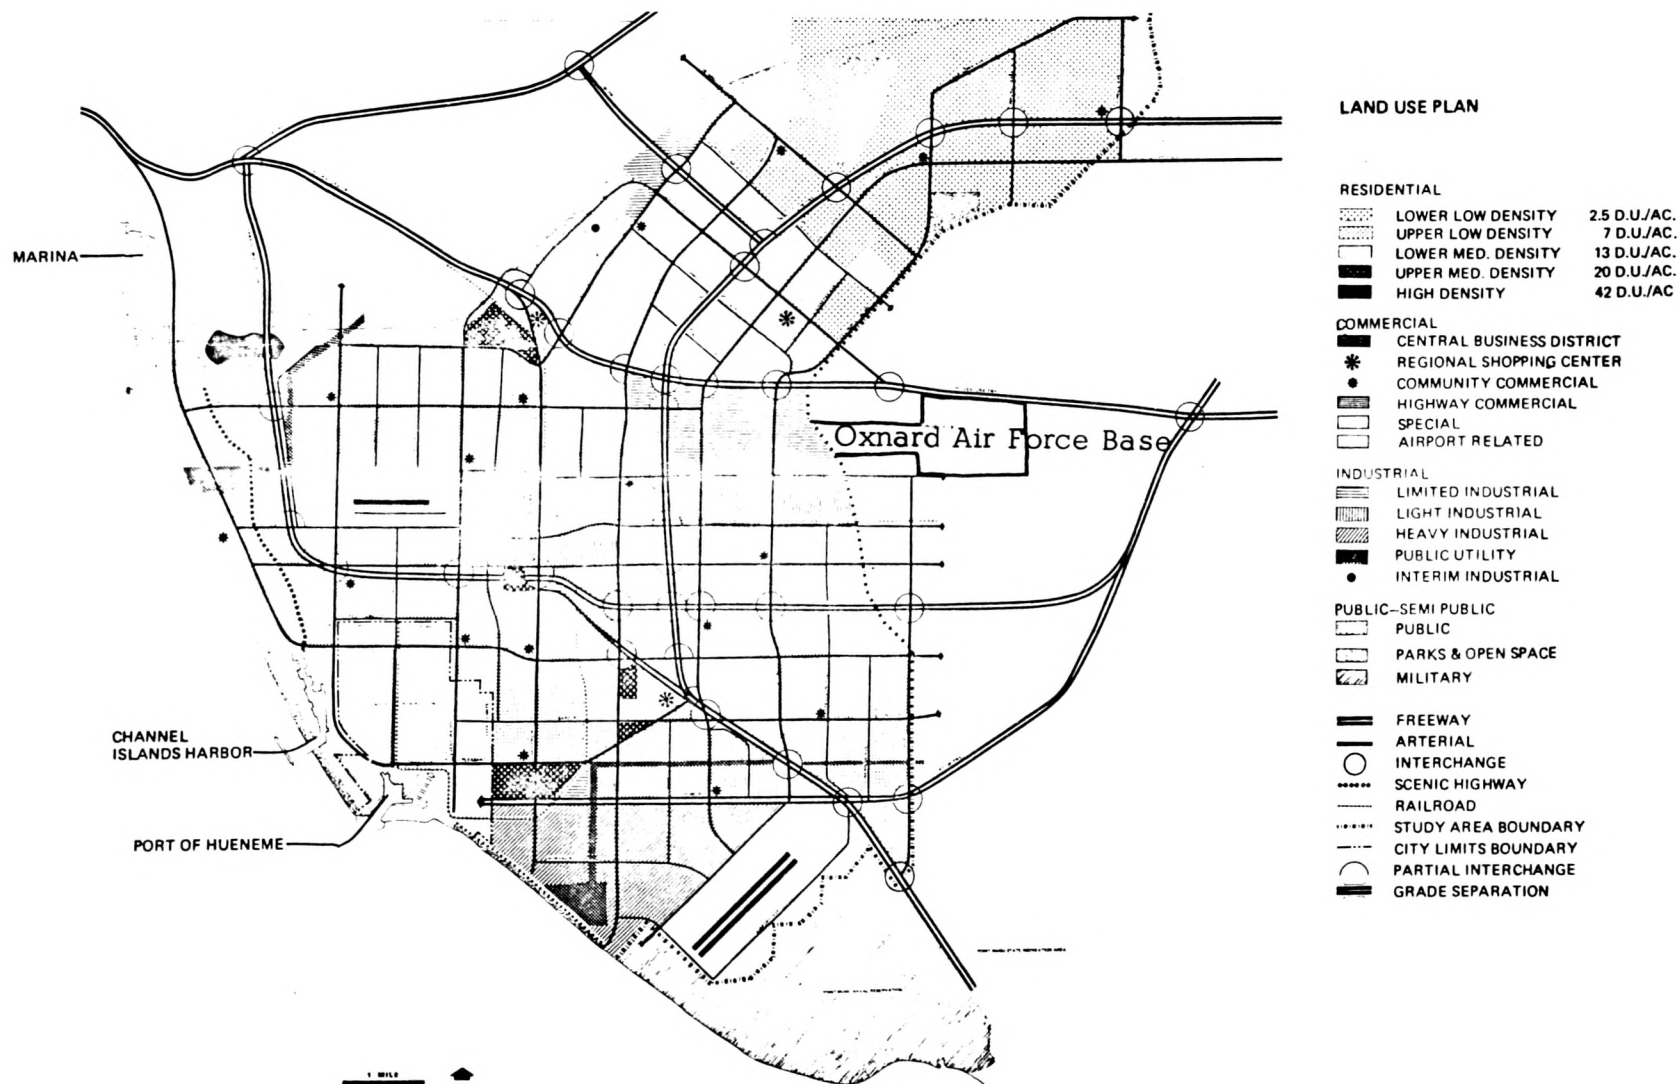 LAND USE PLAN
RESIDENTIAL
LOWER LOW DENSITY 2.5 D.U./AC.
UPPER LOW DENSITY 7 D.U./AC.
LOWER MED. DENSITY 13 D.U./AC.
UPPER MED. DENSITY 20 D.U./AC.
HIGH DENSITY 42 D.U./AC
COMMERCIAL
CENTRAL BUSINESS DISTRICT
REGIONAL SHOPPING CENTER
COMMUNITY COMMERCIAL
HIGHWAY COMMERCIAL
SPECIAL
AIRPORT RELATED
INDUSTRIAL
LIMITED INDUSTRIAL
LIGHT INDUSTRIAL
HEAVY INDUSTRIAL
PUBLIC UTILITY
INTERIM INDUSTRIAL
PUBLIC-SEMI PUBLIC
PUBLIC
PARKS & OPEN SPACE
MILITARY
FREEWAY
ARTERIAL
INTERCHANGE
SCENIC HIGHWAY
RAILROAD
STUDY AREA BOUNDARY
CITY LIMITS BOUNDARY
PARTIAL INTERCHANGE
GRADE SEPARATION
MARINA
Oxnard Air Force Base
CHANNEL
ISLANDS HARBOR
PORT OF HUENEME
1 MILE